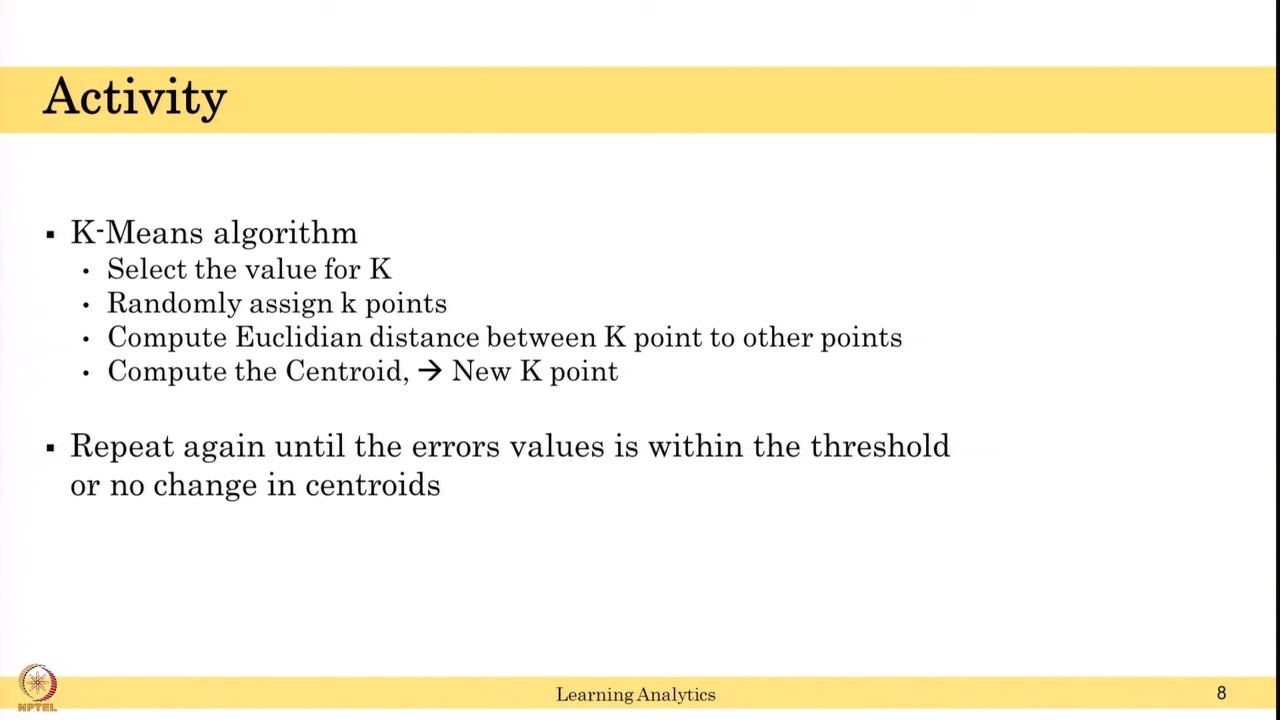 Activity
▪ K-Means algorithm
• Select the value for K
• Randomly assign k points
• Compute Euclidian distance between K point to other points
• Compute the Centroid, → New K point
▪ Repeat again until the errors values is within the threshold
or no change in centroids
NPTEL
Learning Analytics
8